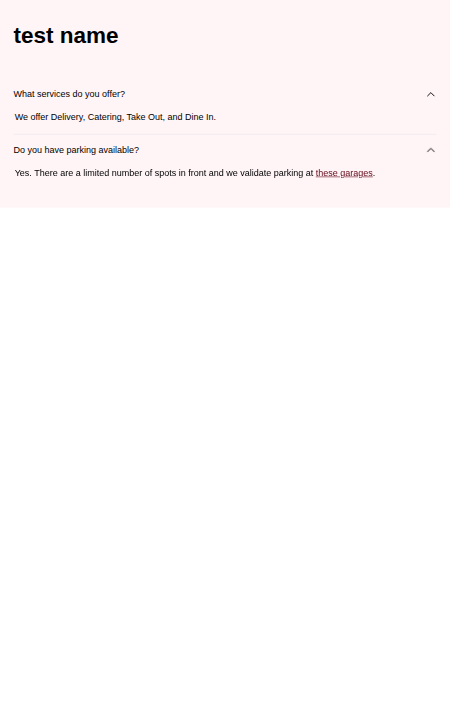 test name
What services do you offer?
We offer Delivery, Catering, Take Out, and Dine In.
Do you have parking available?
Yes. There are a limited number of spots in front and we validate parking at these garages.